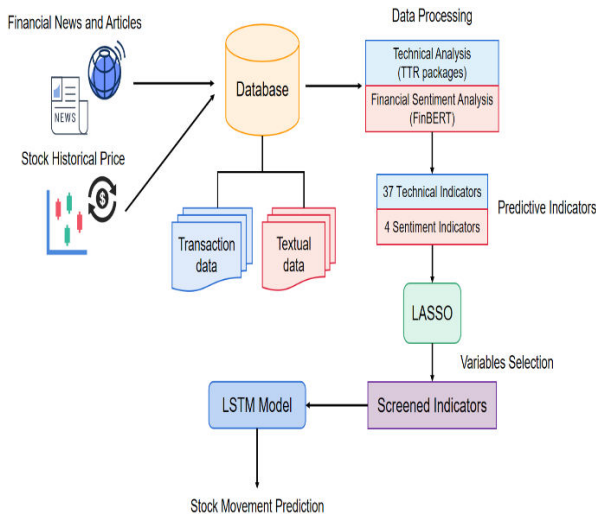 Financial News and Articles
NEWS
Stock Historical Price
$
Database
Transaction
data
Textual
data
Data Processing
Technical Analysis
(TTR packages)
Financial Sentiment Analysis
(FinBERT)
37 Technical Indicators
4 Sentiment Indicators
Predictive Indicators
LASSO
Variables Selection
Screened Indicators
LSTM Model
Stock Movement Prediction